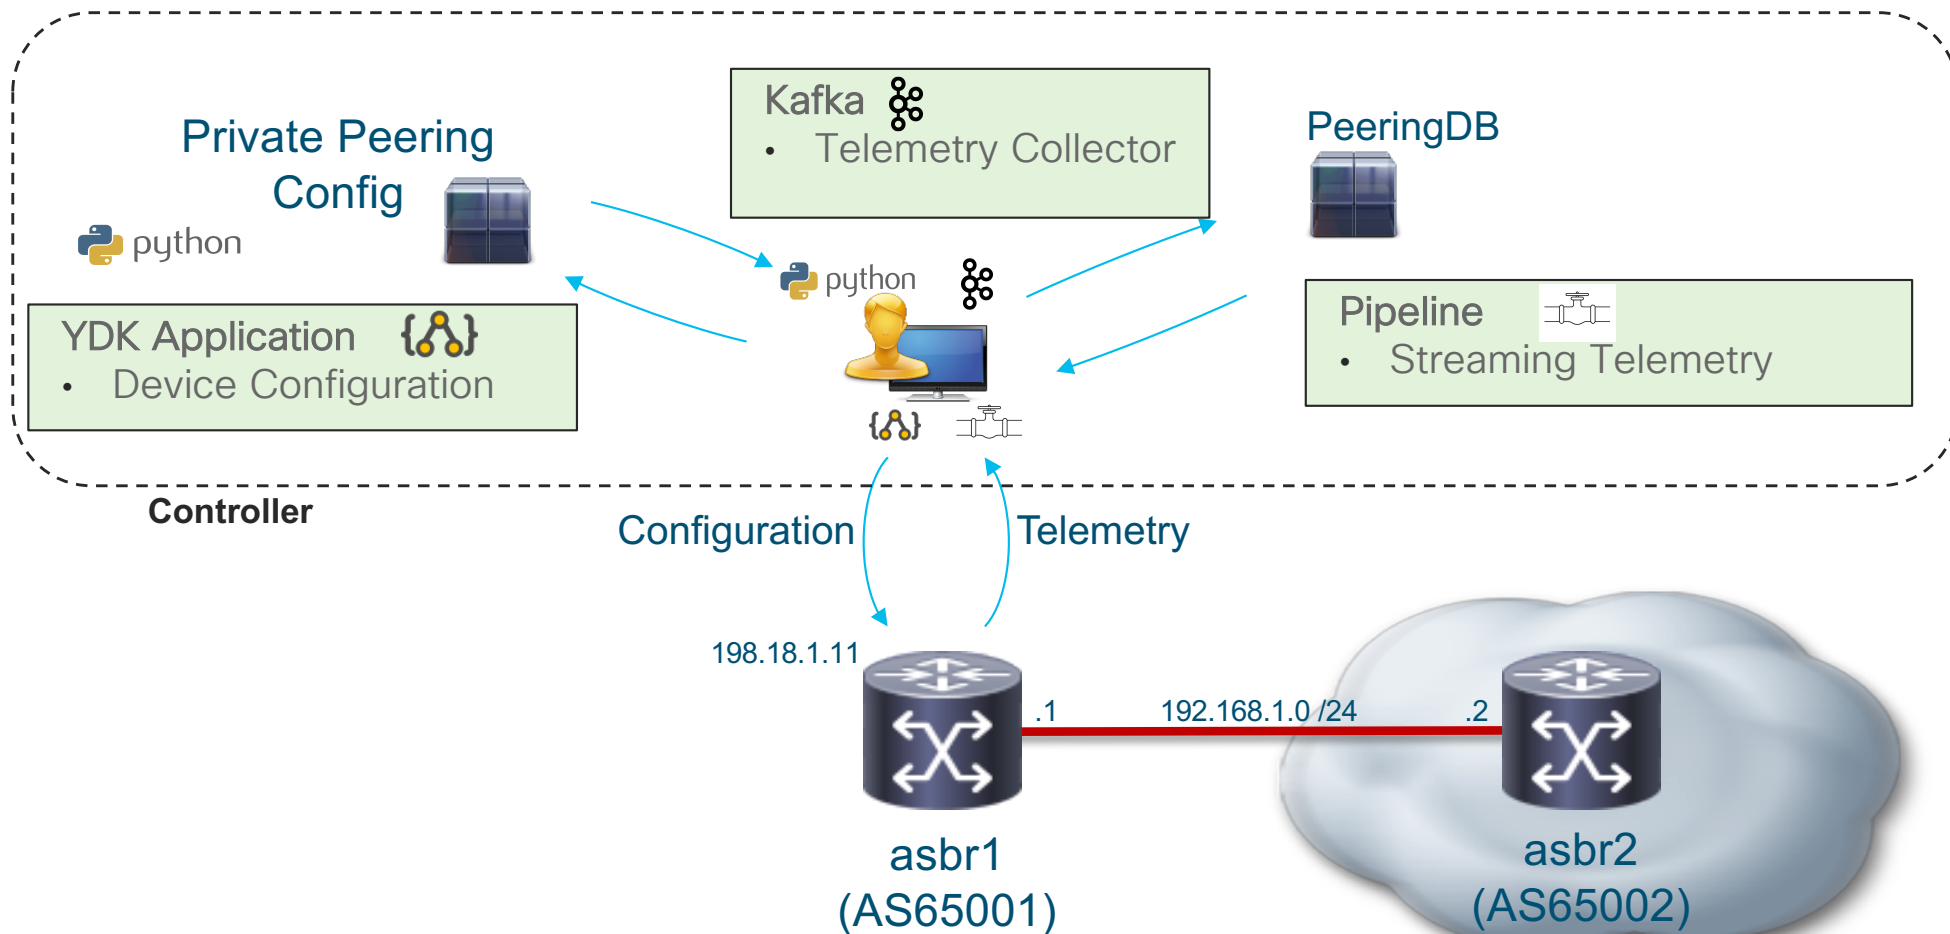 Private Peering
Config
python
Kafka
• Telemetry Collector
PeeringDB
python
YDK Application
• Device Configuration
Pipeline
• Streaming Telemetry
Controller
Configuration
Telemetry
198.18.1.11
.1
192.168.1.0 /24
.2
asbr1
(AS65001)
asbr2
(AS65002)